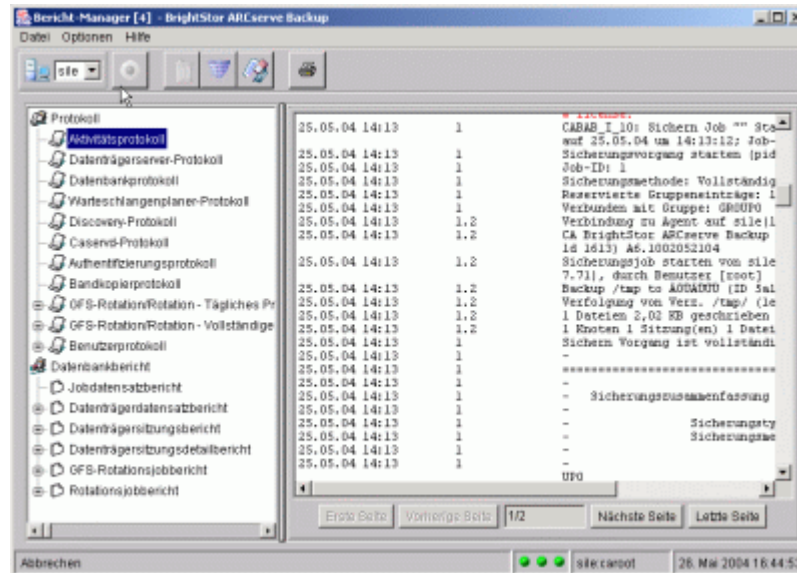 Bericht-Manager [4] - BrightStor ARCserve Backup
Datei Optionen Hilfe
sile
Protokoll
Aktivitätsprotokoll
Datenträgerserver-Protokoll
Datenbankprotokoll
Warteschlangenplaner-Protokoll
Discovery-Protokoll
Caservd-Protokoll
Authentifizierungsprotokoll
Bandkopierprotokoll
GFS-Rotation/Rotation - Tägliches Pr
GFS-Rotation/Rotation - Vollständige
Benutzerprotokoll
Datenbankbericht
Jobdatensatzbericht
Datenträgerdatensatzbericht
Datenträgersitzungsbericht
Datenträgersitzungsdetailbericht
GFS-Rotationsjobbericht
Rotationsjobbericht
# license.
25.05.04 14:13 1 CABAB_I_10: Sichern Job "" Sta
auf 25.05.04 um 14:13:12; Job-
25.05.04 14:13 1 Sicherungsvorgang starten (pid
25.05.04 14:13 1 Job-ID: 1
25.05.04 14:13 1 Sicherungsmethode: Vollständig
25.05.04 14:13 1 Reservierte Gruppeneinträge: 1
25.05.04 14:13 1 Verbunden mit Gruppe: GROUP0
25.05.04 14:13 1.2 Verbindung zu Agent auf sile(1
25.05.04 14:13 1.2 CA BrightStor ARCserve Backup
ld 1613) A6.1002052104
25.05.04 14:13 1.2 Sicherungsjob starten von sile
7.71), durch Benutzer [root]
25.05.04 14:13 1.2 Backup /tmp to
25.05.04 14:13 1.2 Verfolgung von Verz. /tmp/ (le
25.05.04 14:13 1.2 1 Dateien 2,02 KB geschrieben
25.05.04 14:13 1.2 1 Knoten 1 Sitzung(en) 1 Datei
25.05.04 14:13 1 Sichern Vorgang ist vollständi
25.05.04 14:13 1 -
25.05.04 14:13 1 ==============================
25.05.04 14:13 1 -
25.05.04 14:13 1 - Sicherungszusammenfassung
25.05.04 14:13 1 -
25.05.04 14:13 1 - Sicherungsty
25.05.04 14:13 1 - Sicherungsme
25.05.04 14:13 1 -
25.05.04 14:13 1 -
UP0
Erste Seite Vorherige Seite 1/2 Nächste Seite Letzte Seite
Abbrechen sile:caroot 26. Mai 2004 16:44:53